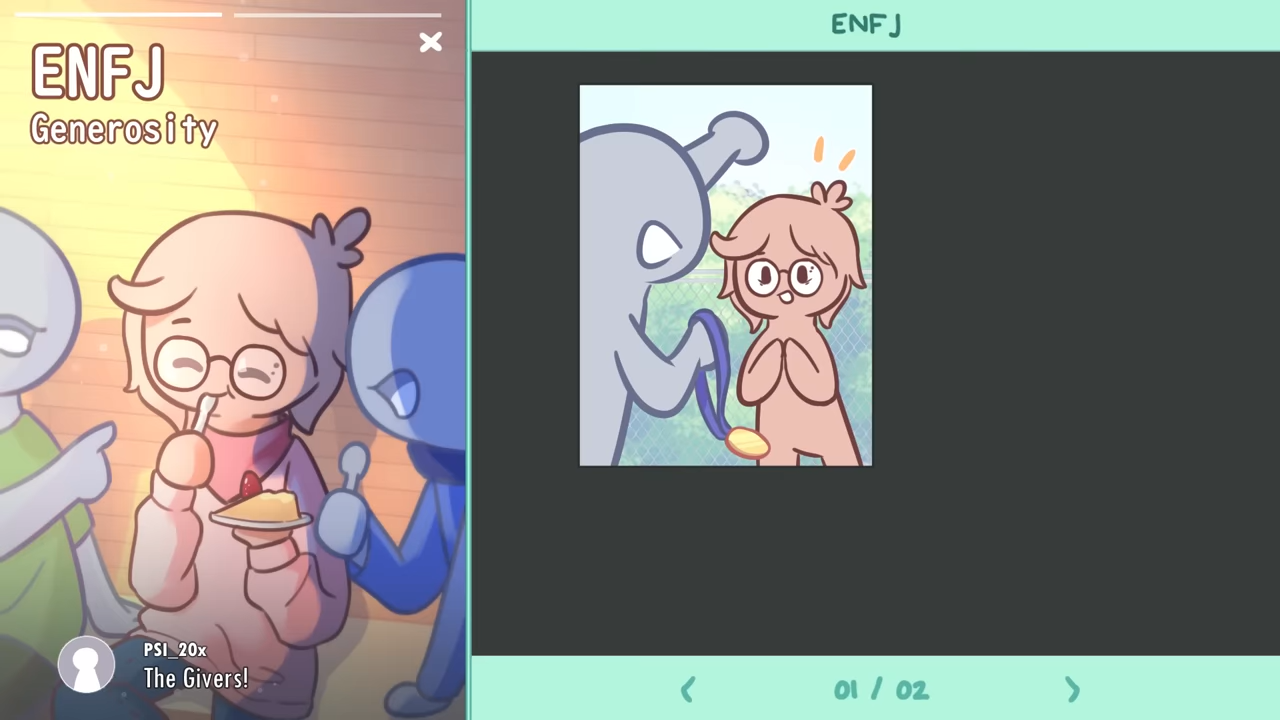 ENFJ
Generosity
PSI_20x
The Givers!
ENFJ
01 / 02